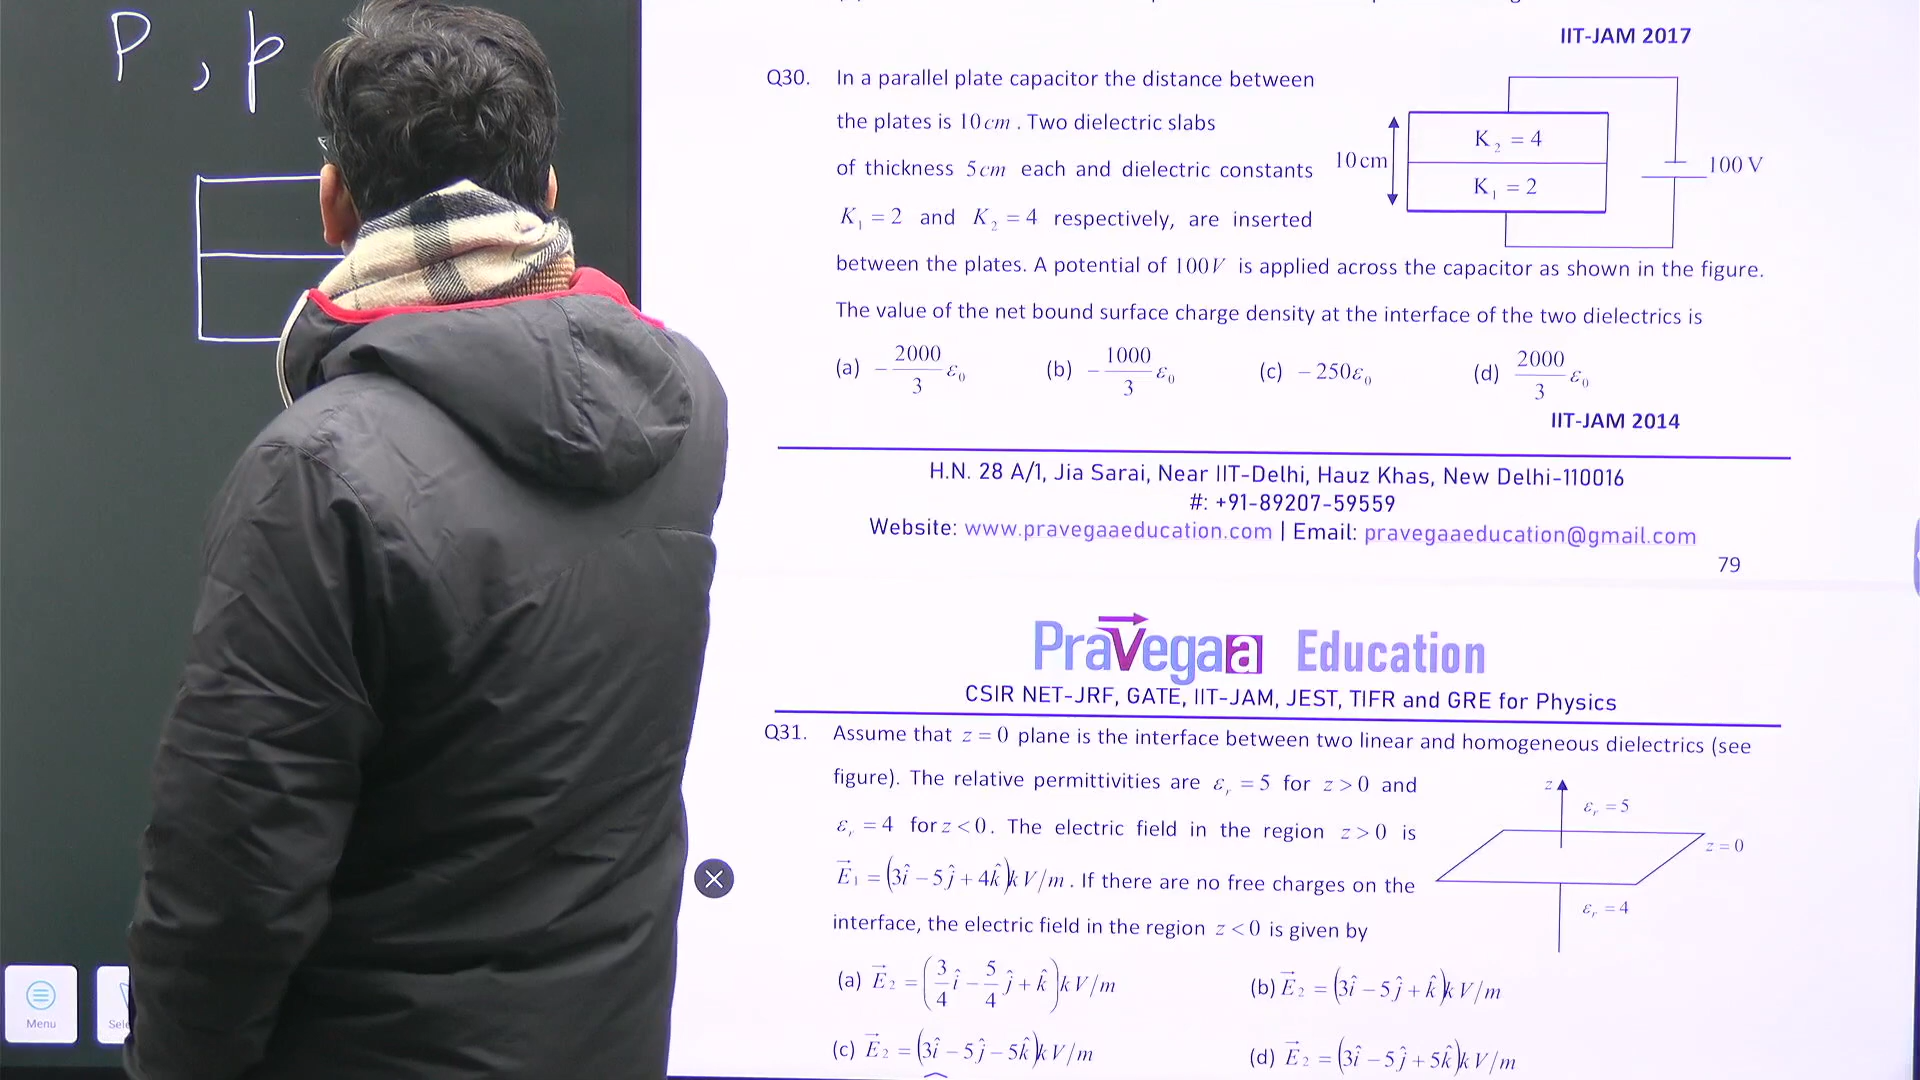 P, p
IIT-JAM 2017
Q30. In a parallel plate capacitor the distance between
the plates is 10cm. Two dielectric slabs
of thickness 5cm each and dielectric constants
K₁ = 2 and K₂ = 4 respectively, are inserted
between the plates. A potential of 100V is applied across the capacitor as shown in the figure.
The value of the net bound surface charge density at the interface of the two dielectrics is
10cm
K₂ = 4
K₁ = 2
100 V
(a) -2000/3 ε₀ (b) -1000/3 ε₀ (c) -250ε₀ (d) 2000/3 ε₀
IIT-JAM 2014
H.N. 28 A/1, Jia Sarai, Near IIT-Delhi, Hauz Khas, New Delhi-110016
#: +91-89207-59559
Website: www.pravegaaeducation.com | Email: pravegaaeducation@gmail.com
79
Pravegaa Education
CSIR NET-JRF, GATE, IIT-JAM, JEST, TIFR and GRE for Physics
Q31. Assume that z = 0 plane is the interface between two linear and homogeneous dielectrics (see
figure). The relative permittivities are εᵣ = 5 for z > 0 and
εᵣ = 4 for z < 0. The electric field in the region z > 0 is
E⃗₁ = (3î - 5ĵ + 4k̂)kV/m. If there are no free charges on the
interface, the electric field in the region z < 0 is given by
z
εᵣ = 5
z = 0
εᵣ = 4
(a) E⃗₂ = (3/4 î - 5/4 ĵ + k̂)kV/m (b) E⃗₂ = (3î - 5ĵ + k̂)kV/m
(c) E⃗₂ = (3î - 5ĵ - 5k̂)kV/m (d) E⃗₂ = (3î - 5ĵ + 5k̂)kV/m
Menu